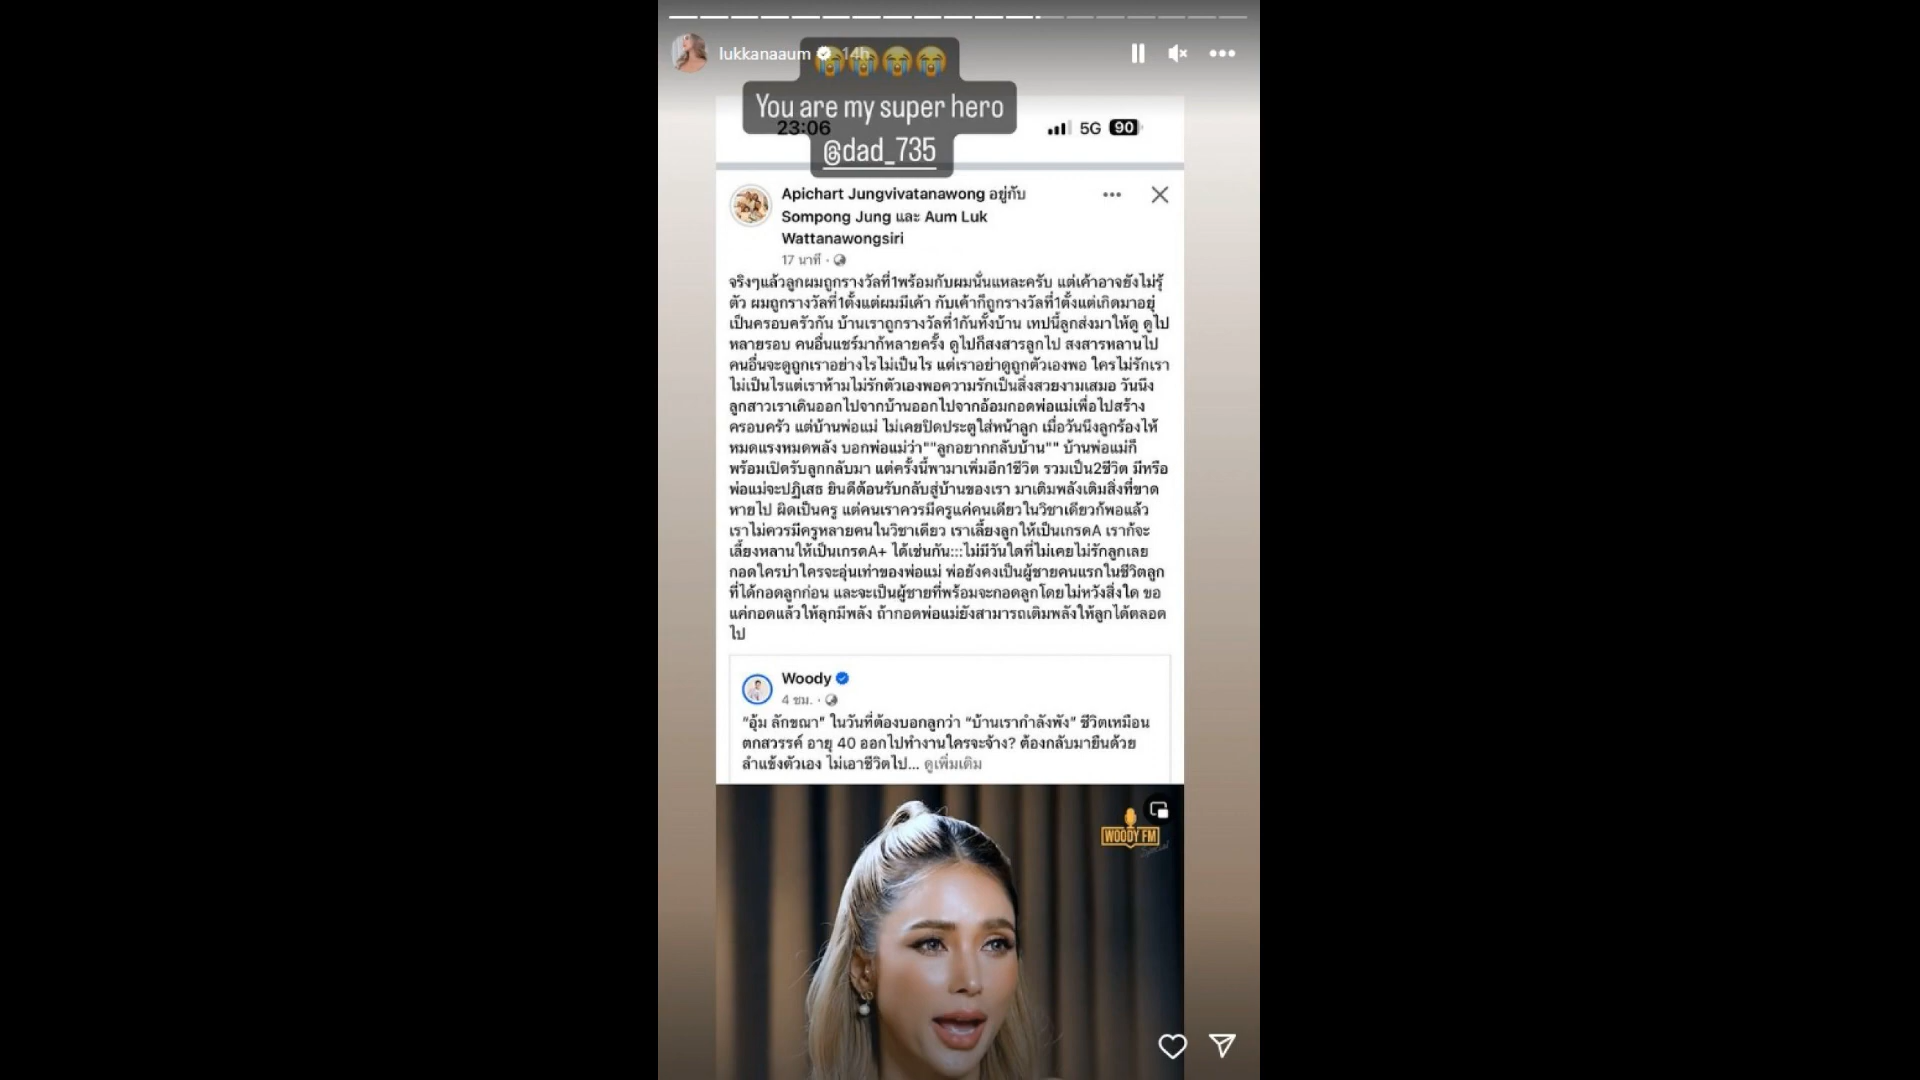 lukkanaaum 14h
You are my super hero
23:06
5G 90
@dad_735
Apichart Jungvivatanawong อยู่กับ
Sompong Jung และ Aum Luk
Wattanawongsiri
17 นาที ·
จริงๆแล้วลูกผมถูกรางวัลที่1พร้อมกับผมนั่นแหละครับ แต่เค้าอาจยังไม่รุ้
ตัว ผมถูกรางวัลที่1ตั้งแต่ผมมีเค้า กับเค้าก็ถูกรางวัลที่1ตั้งแต่เกิดมาอยู่
เป็นครอบครัวกัน บ้านเราถูกรางวัลที่1กันทั้งบ้าน เทปนี้ลูกส่งมาให้ดู ดูไป
หลายรอบ คนอื่นแชร์มาก้หลายครั้ง ดูไปก็สงสารลูกไป สงสารหลานไป
คนอื่นจะดูถูกเราอย่างไรไม่เป็นไร แต่เราอย่าดูถูกตัวเองพอ ใครไม่รักเรา
ไม่เป็นไรแต่เราห้ามไม่รักตัวเองพอความรักเป็นสิ่งสวยงามเสมอ วันนึง
ลูกสาวเราเดินออกไปจากบ้านออกไปจากอ้อมกอดพ่อแม่เพื่อไปสร้าง
ครอบครัว แต่บ้านพ่อแม่ ไม่เคยปิดประตูใส่หน้าลูก เมื่อวันนึงลูกร้องไห้
หมดแรงหมดพลัง บอกพ่อแม่ว่า""ลูกอยากกลับบ้าน"" บ้านพ่อแม่ก็
พร้อมเปิดรับลูกกลับมา แต่ครั้งนี้พามาเพิ่มอีก1ชีวิต รวมเป็น2ชีวิต มีหรือ
พ่อแม่จะปฏิเสธ ยินดีต้อนรับกลับสู่บ้านของเรา มาเติมพลังเติมสิ่งที่ขาด
หายไป ผิดเป็นครู แต่คนเราควรมีครูแค่คนเดียวในวิชาเดียวก้พอแล้ว
เราไม่ควรมีครูหลายคนในวิชาเดียว เราเลี้ยงลูกให้เป็นเกรดA เราก้จะ
เลี้ยงหลานให้เป็นเกรดA+ ได้เช่นกัน:::ไม่มีวันใดที่ไม่เคยไม่รักลูกเลย
กอดใครบ่าใครจะอุ่นเท่าของพ่อแม่ พ่อยังคงเป็นผู้ชายคนแรกในชีวิตลูก
ที่ได้กอดลูกก่อน และจะเป็นผู้ชายที่พร้อมจะกอดลูกโดยไม่หวังสิ่งใด ขอ
แค่กอดแล้วให้ลุกมีพลัง ถ้ากอดพ่อแม่ยังสามารถเติมพลังให้ลูกได้ตลอด
ไป
Woody
4 ชม. ·
"อุ้ม ลักขณา" ในวันที่ต้องบอกลูกว่า "บ้านเรากำลังพัง" ชีวิตเหมือน
ตกสวรรค์ อายุ 40 ออกไปทำงานใครจะจ้าง? ต้องกลับมายืนด้วย
ลำแข้งตัวเอง ไม่เอาชีวิตไป... ดูเพิ่มเติม
WOODY FM